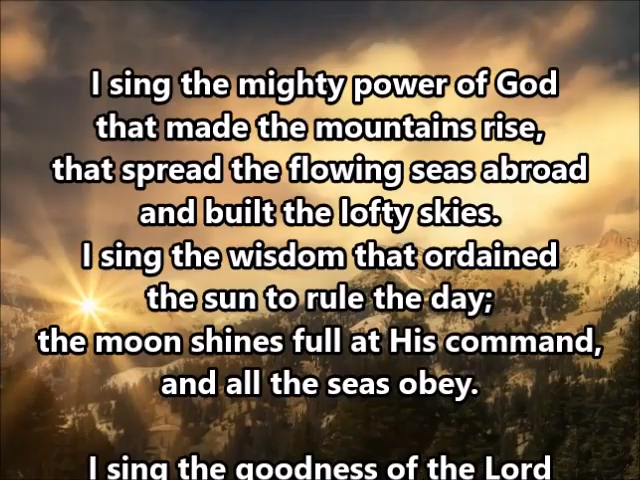 I sing the mighty power of God
that made the mountains rise,
that spread the flowing seas abroad
and built the lofty skies.
I sing the wisdom that ordained
the sun to rule the day;
the moon shines full at His command,
and all the seas obey.
I sing the goodness of the Lord